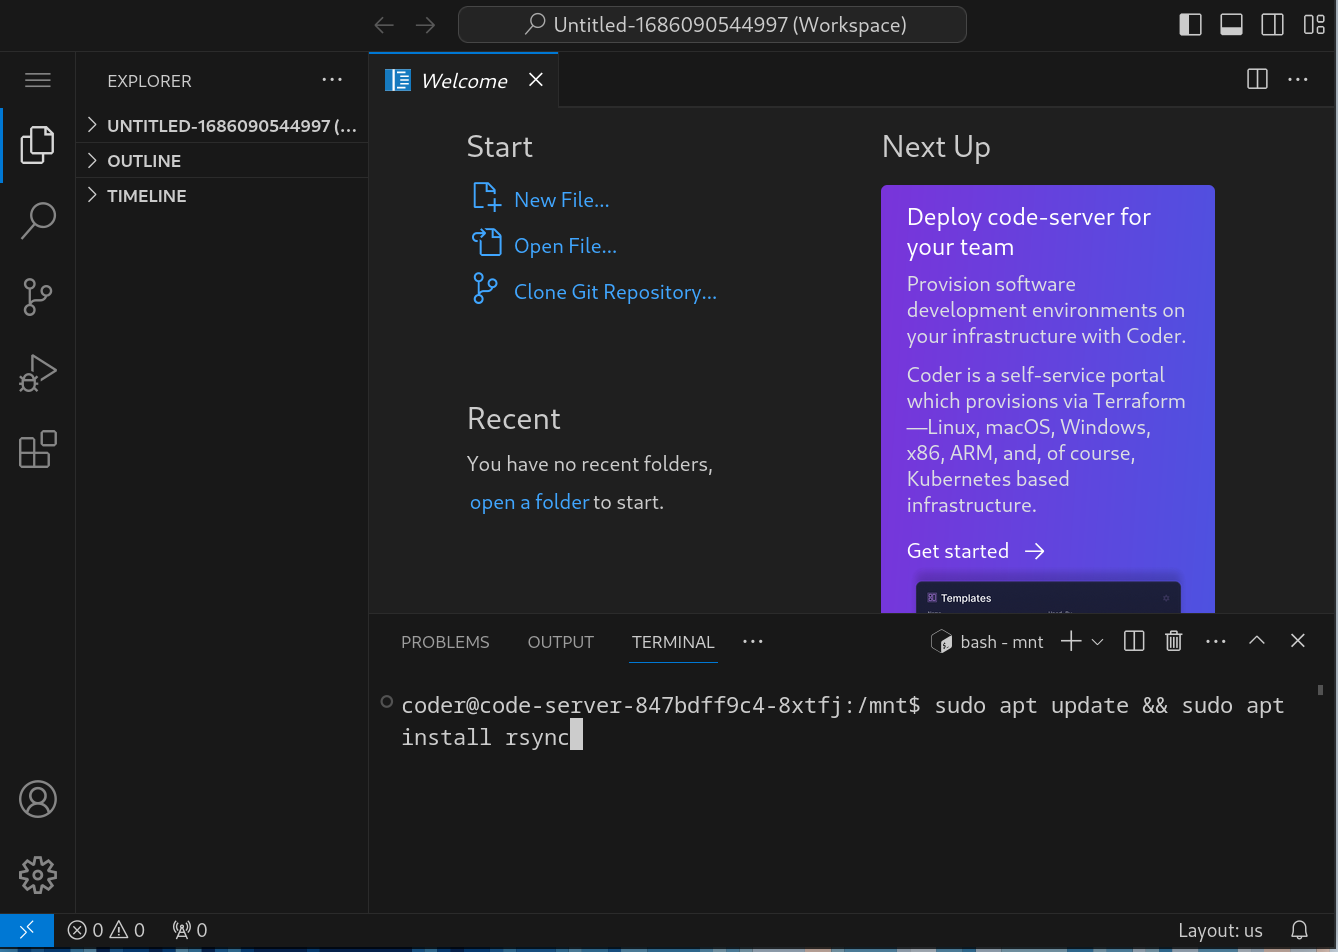 Untitled-1686090544997 (Workspace)
EXPLORER
UNTITLED-1686090544997 (...
OUTLINE
TIMELINE
Welcome
Start
New File...
Open File...
Clone Git Repository...
Recent
You have no recent folders,
open a folder to start.
Next Up
Deploy code-server for
your team
Provision software
development environments on
your infrastructure with Coder.
Coder is a self-service portal
which provisions via Terraform
—Linux, macOS, Windows,
x86, ARM, and, of course,
Kubernetes based
infrastructure.
Get started
Templates
PROBLEMS OUTPUT TERMINAL
bash - mnt
coder@code-server-847bdff9c4-8xtfj:/mnt$ sudo apt update && sudo apt
install rsync
0 0 0
Layout: us